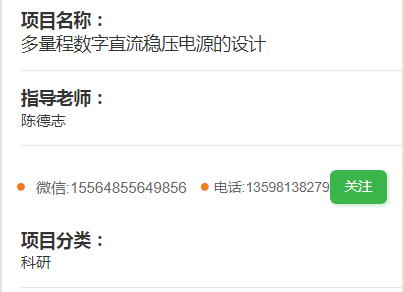 项目名称：
多量程数字直流稳压电源的设计
指导老师：
陈德志
微信:15564855649856 电话:13598138279 关注
项目分类：
科研